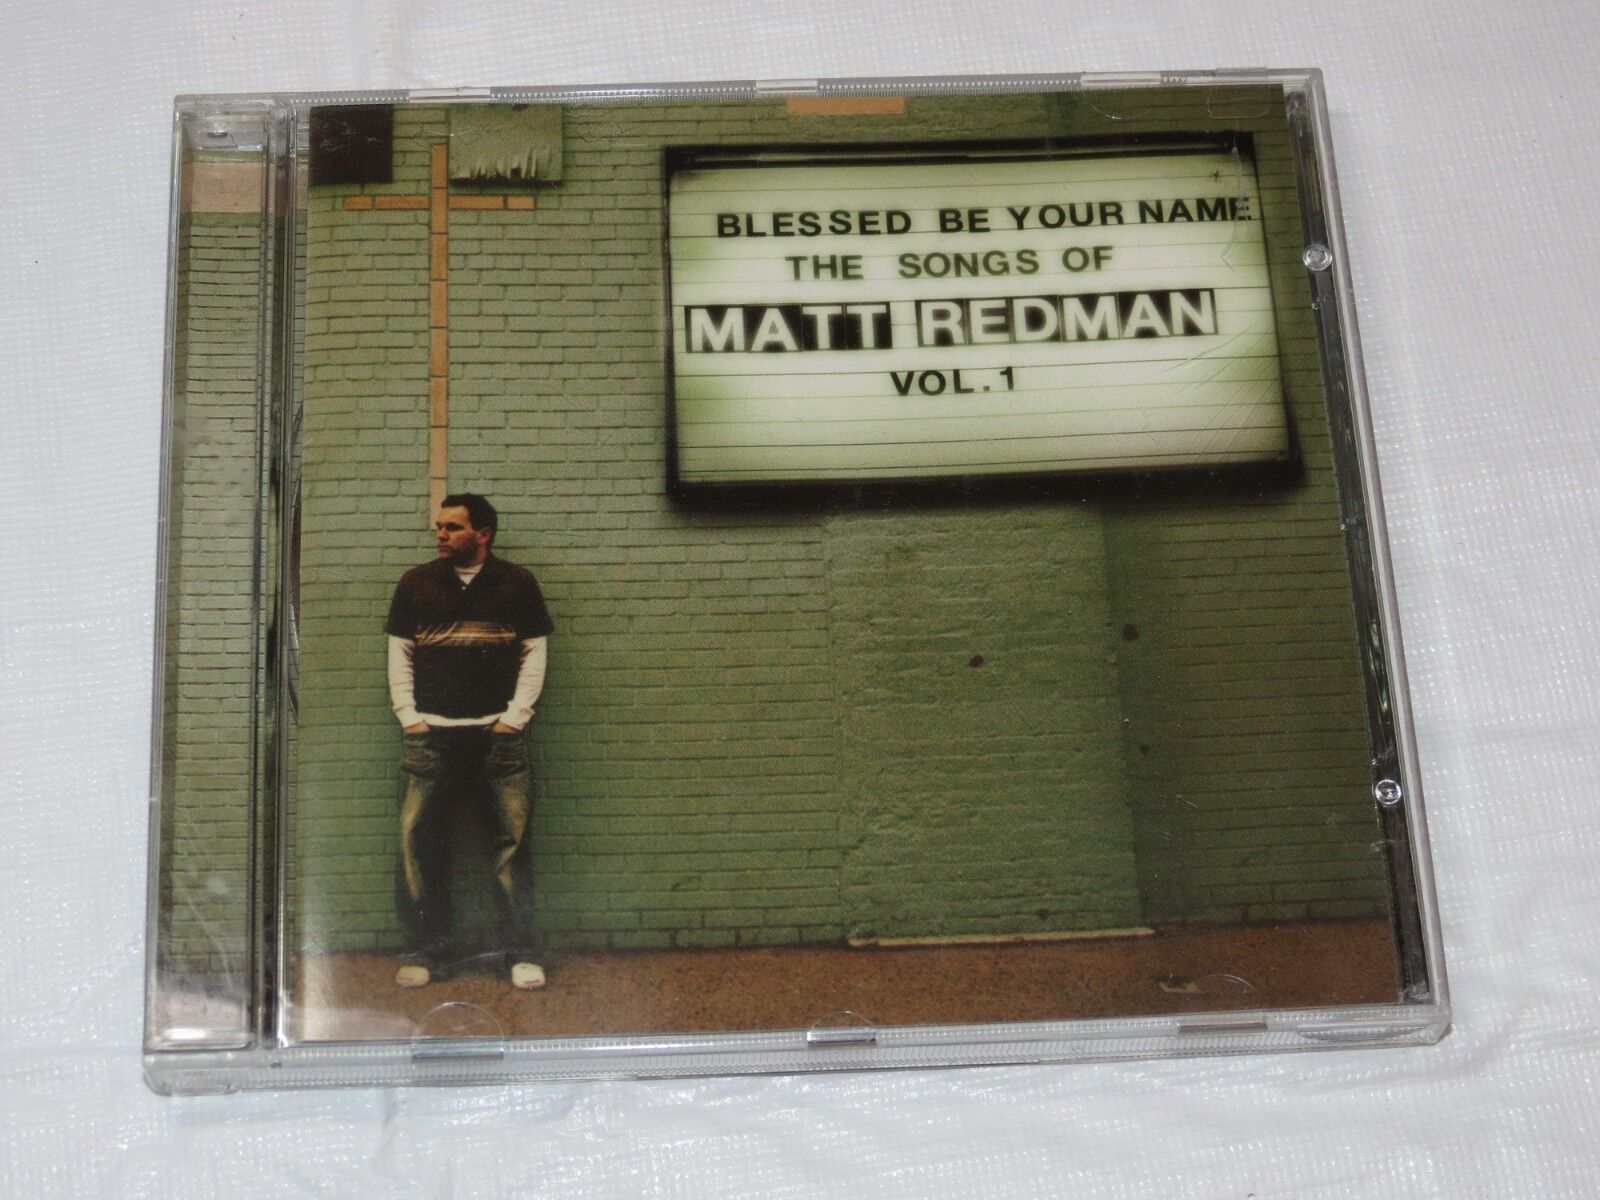 BLESSED BE YOUR NAME
THE SONGS OF
MATT REDMAN
VOL.1